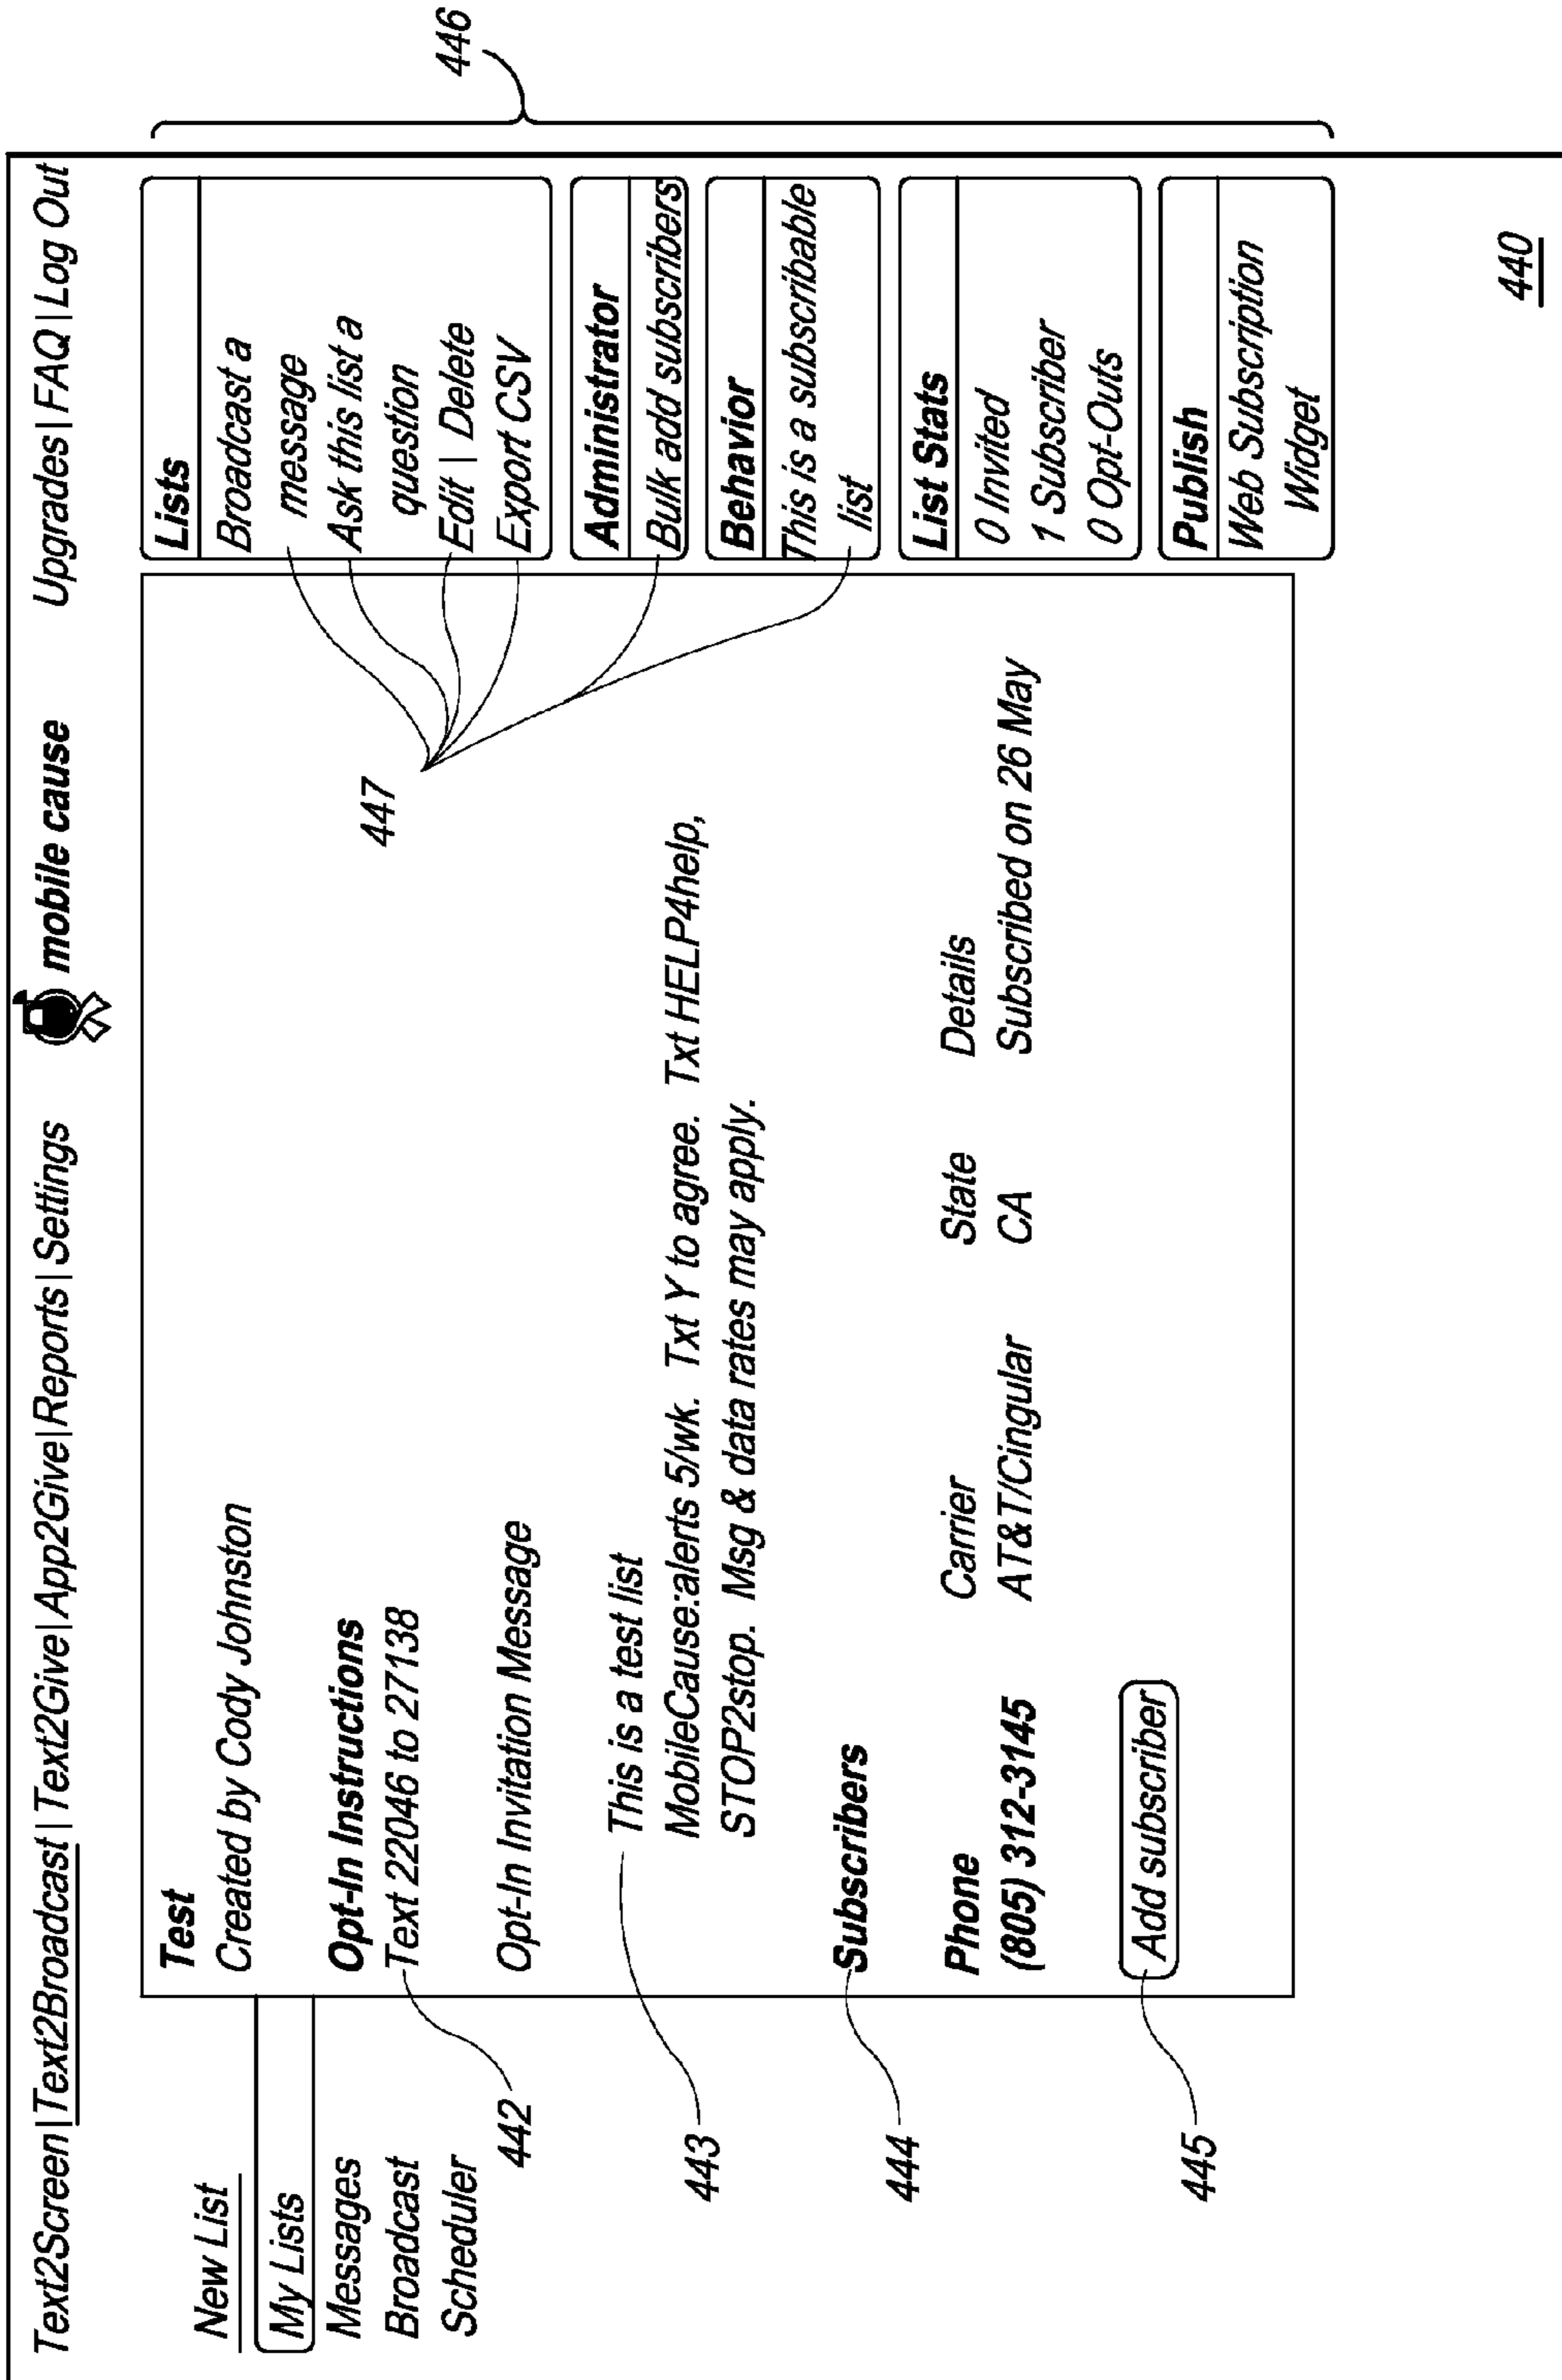 Text2Screen|Text2Broadcast|Text2Give|App2Give|Reports|Settings
mobile cause
Upgrades|FAQ|Log Out
New List
My Lists
Messages
Broadcast
Scheduler
Test
Created by Cody Johnston
Opt-In Instructions
Text 22046 to 27138
442
Opt-In Invitation Message
This is a test list
MobileCause:alerts 5/wk. Txt Y to agree. Txt HELP4help,
STOP2stop. Msg & data rates may apply.
443
Subscribers
444
Phone Carrier State Details
(805) 312-3145 AT&T/Cingular CA Subscribed on 26 May
Add subscriber
445
447
Lists
Broadcast a
message
Ask this list a
question
Edit | Delete
Export CSV
Administrator
Bulk add subscribers
Behavior
This is a subscribable
list
List Stats
0 Invited
1 Subscriber
0 Opt-Outs
Publish
Web Subscription
Widget
446
440